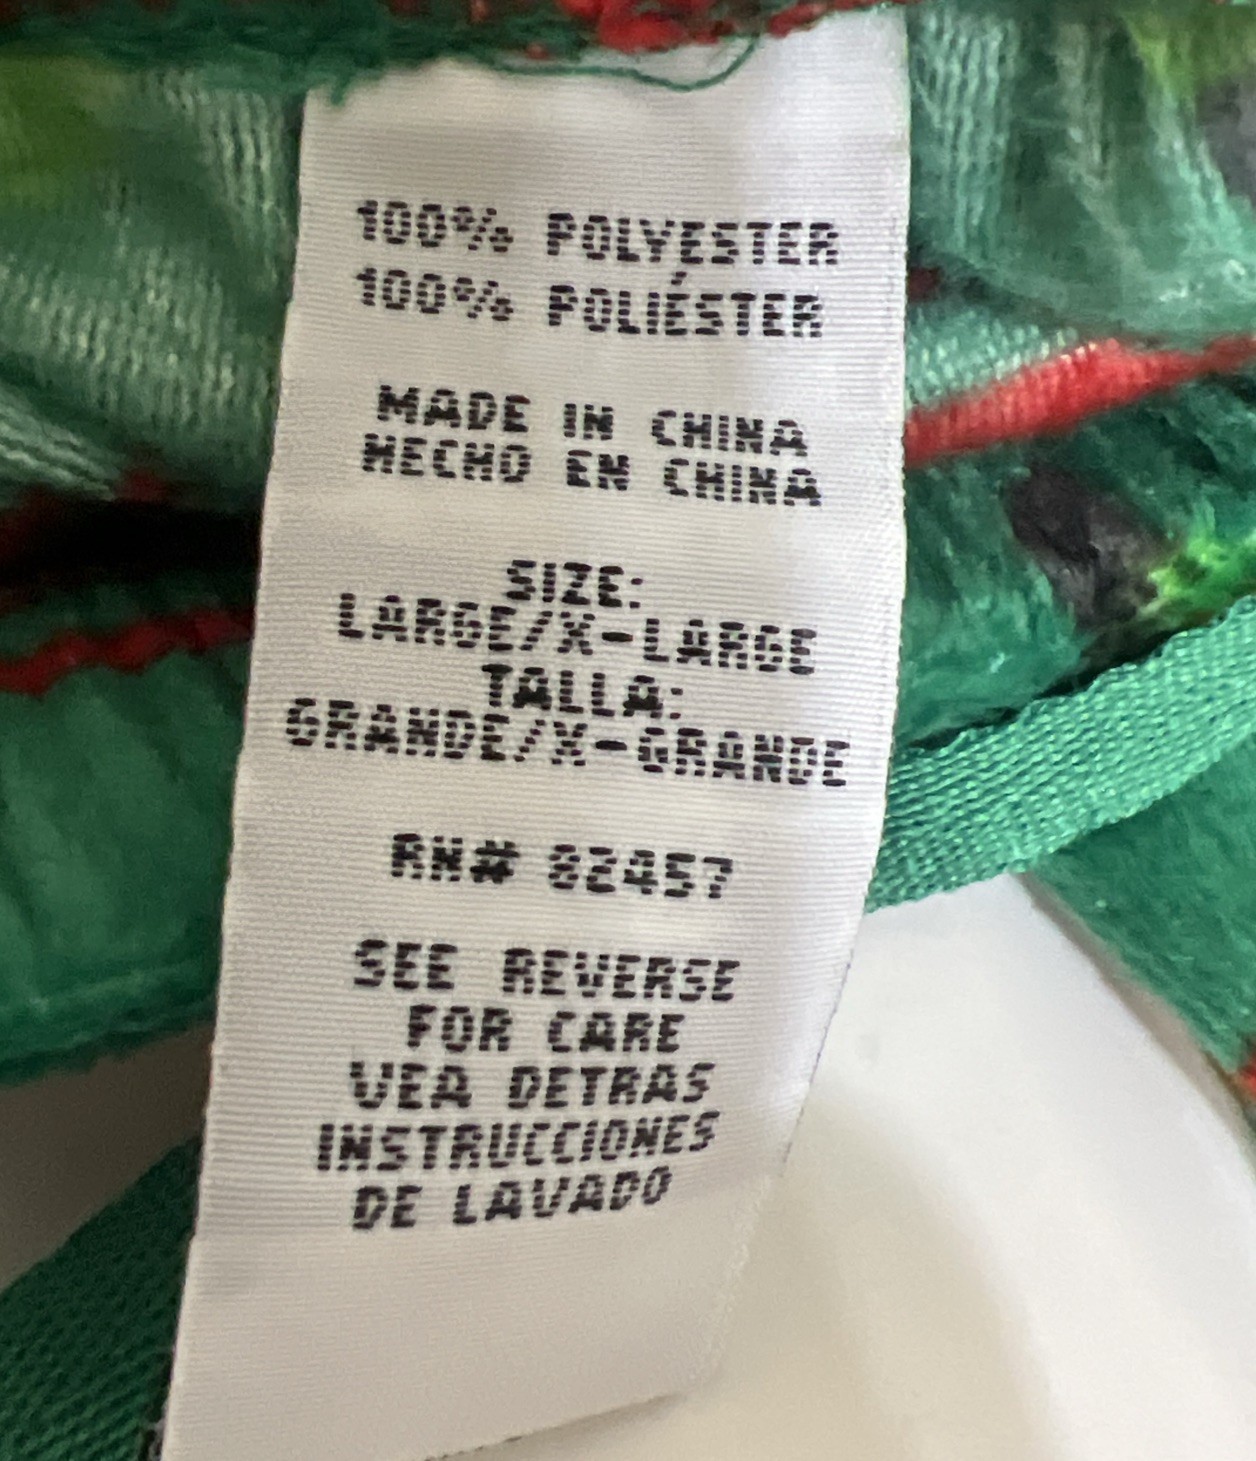 100% POLYESTER
100% POLIÉSTER
MADE IN CHINA
HECHO EN CHINA
SIZE:
LARGE/X-LARGE
TALLA:
GRANDE/X-GRANDE
RN# 82457
SEE REVERSE
FOR CARE
VEA DETRAS
INSTRUCCIONES
DE LAVADO